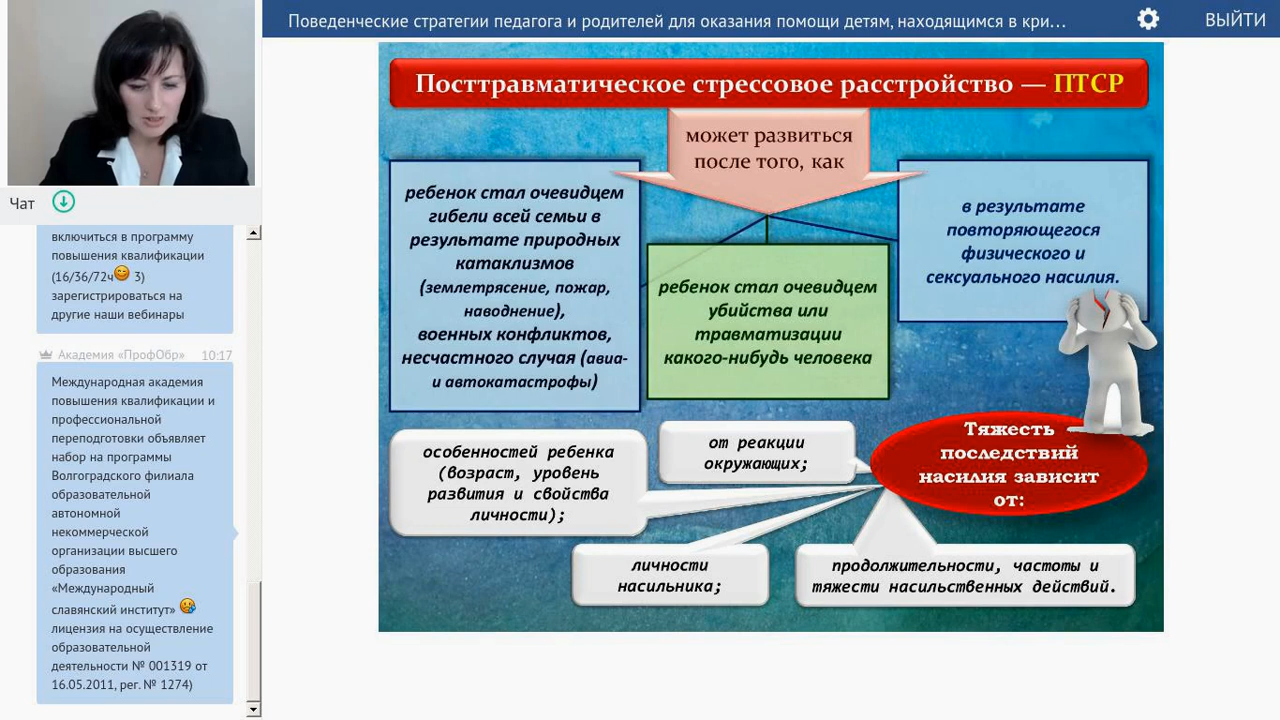 Поведенческие стратегии педагога и родителей для оказания помощи детям, находящимся в кри...
ВЫЙТИ
Чат
включиться в программу
повышения квалификации
(16/36/72ч 3)
зарегистрироваться на
другие наши вебинары
Академия «ПрофОбр» 10:17
Международная академия
повышения квалификации и
профессиональной
переподготовки объявляет
набор на программы
Волгоградского филиала
образовательной
автономной
некоммерческой
организации высшего
образования
«Международный
славянский институт»
лицензия на осуществление
образовательной
деятельности № 001319 от
16.05.2011, рег. № 1274)
Посттравматическое стрессовое расстройство — ПТСР
может развиться
после того, как
ребенок стал очевидцем
гибели всей семьи в
результате природных
катаклизмов
(землетрясение, пожар,
наводнение),
военных конфликтов,
несчастного случая (авиа-
и автокатастрофы)
ребенок стал очевидцем
убийства или
травматизации
какого-нибудь человека
в результате
повторяющегося
физического и
сексуального насилия.
Тяжесть
последствий
насилия зависит
от:
особенностей ребенка
(возраст, уровень
развития и свойства
личности);
от реакции
окружающих;
личности
насильника;
продолжительности, частоты и
тяжести насильственных действий.